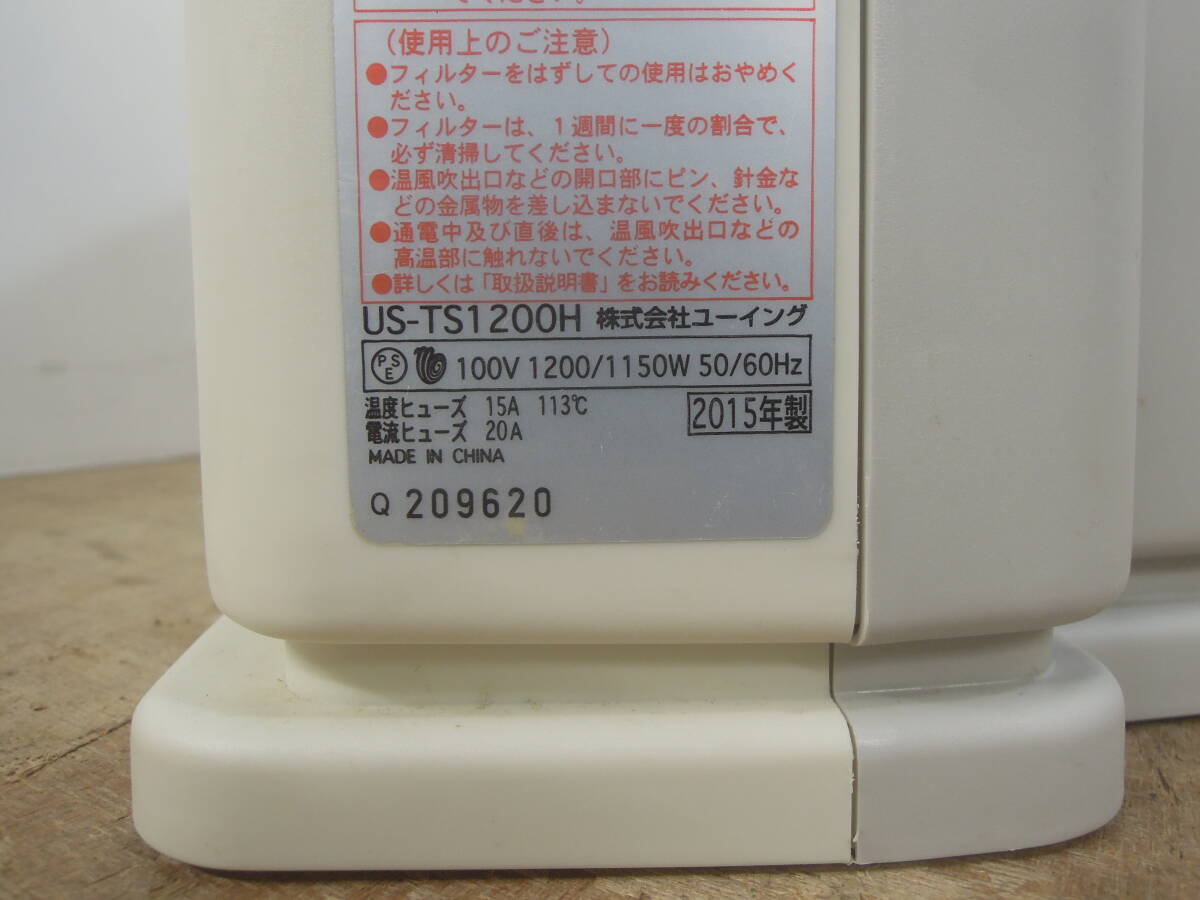 てください。
(使用上のご注意)
●フィルターをはずしての使用はおやめく
ださい。
●フィルターは、1週間に一度の割合で、
必ず清掃してください。
●温風吹出口などの開口部にピン、針金な
どの金属物を差し込まないでください。
●通電中及び直後は、温風吹出口などの
高温部に触れないでください。
●詳しくは「取扱説明書」をお読みください。
US-TS1200H 株式会社ユーイング
PSE 100V 1200/1150W 50/60Hz
温度ヒューズ 15A 113℃
電流ヒューズ 20A
2015年製
MADE IN CHINA
Q 209620